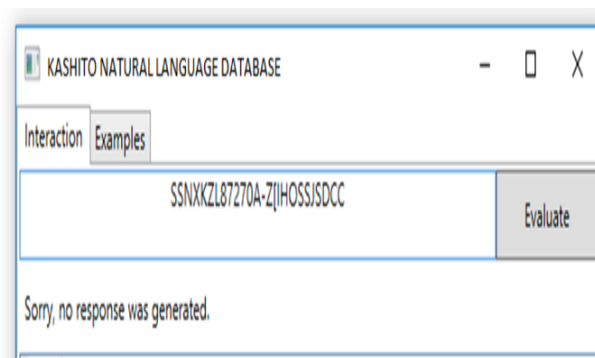 KASHITO NATURAL LANGUAGE DATABASE
Interaction Examples
SSNXKZL87270A-Z[IHOSSJSDCC
Evaluate
Sorry, no response was generated.